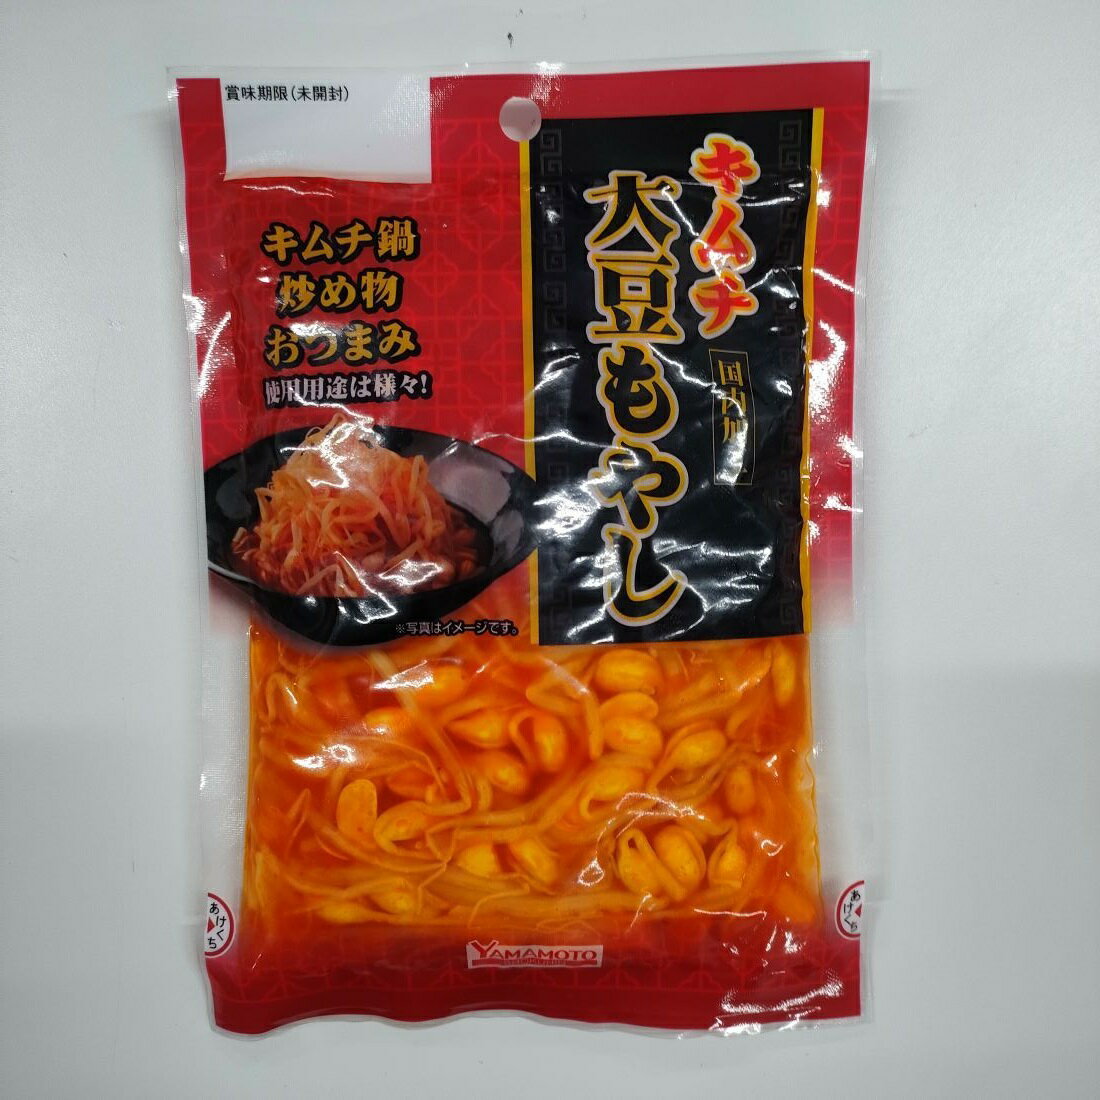 賞味期限(未開封)
キムチ
大豆もやし
国内加
キムチ鍋
炒め物
おつまみ
使用用途は様々!
※写真はイメージです。
あけくち
あけくち
YAMAMOTO